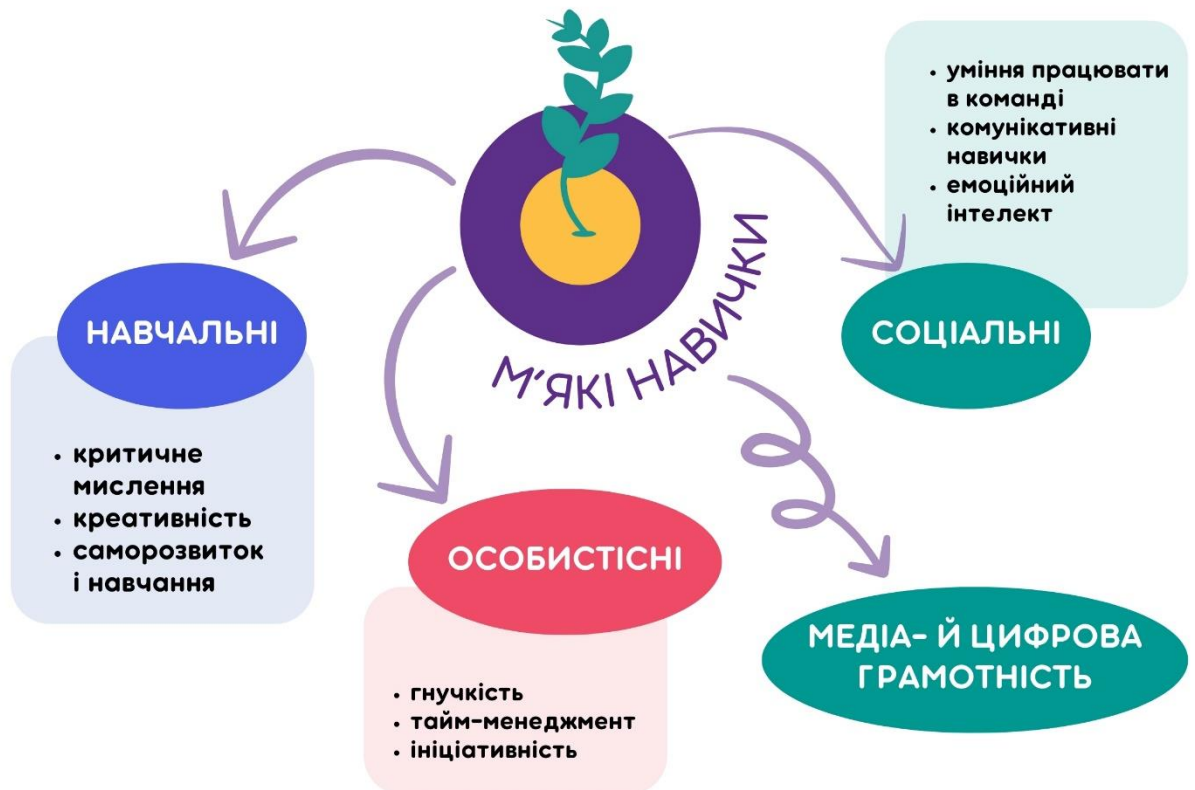 М'ЯКІ НАВИЧКИ
НАВЧАЛЬНІ
• критичне
мислення
• креативність
• саморозвиток
і навчання
ОСОБИСТІСНІ
• гнучкість
• тайм-менеджмент
• ініціативність
• уміння працювати
в команді
• комунікативні
навички
• емоційний
інтелект
СОЦІАЛЬНІ
МЕДІА- Й ЦИФРОВА
ГРАМОТНІСТЬ